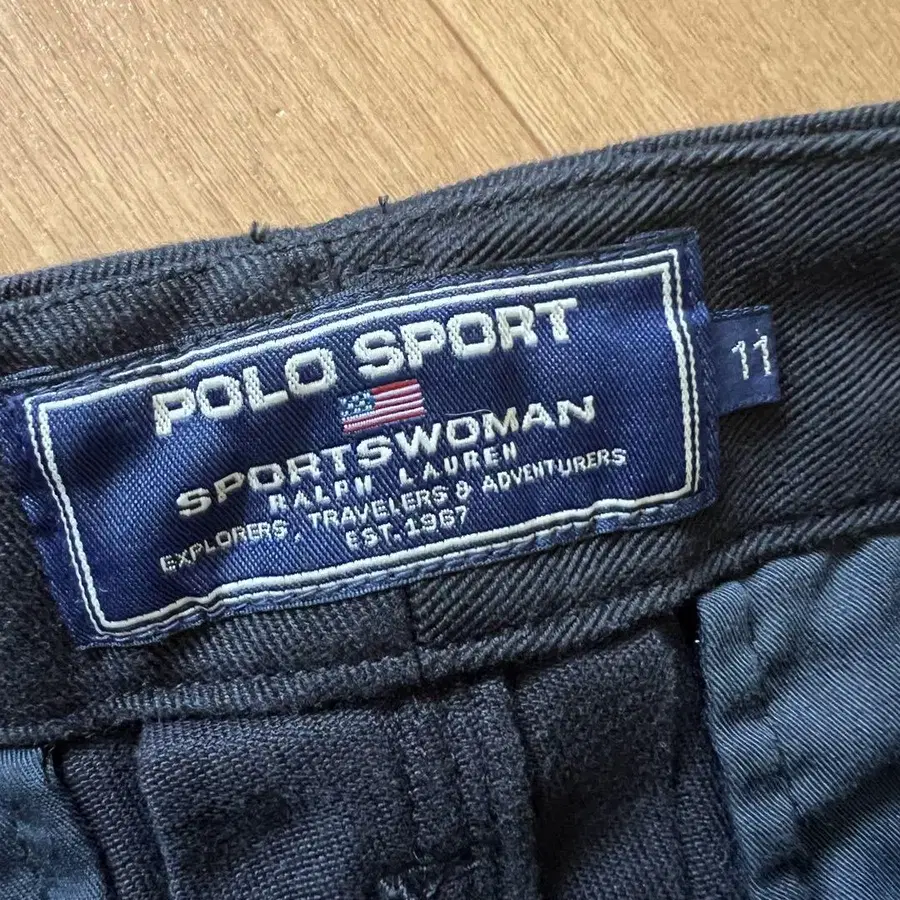 POLO SPORT
SPORTSWOMAN
RALPH LAUREN
EXPLORERS, TRAVELERS & ADVENTURERS
EST. 1967
11